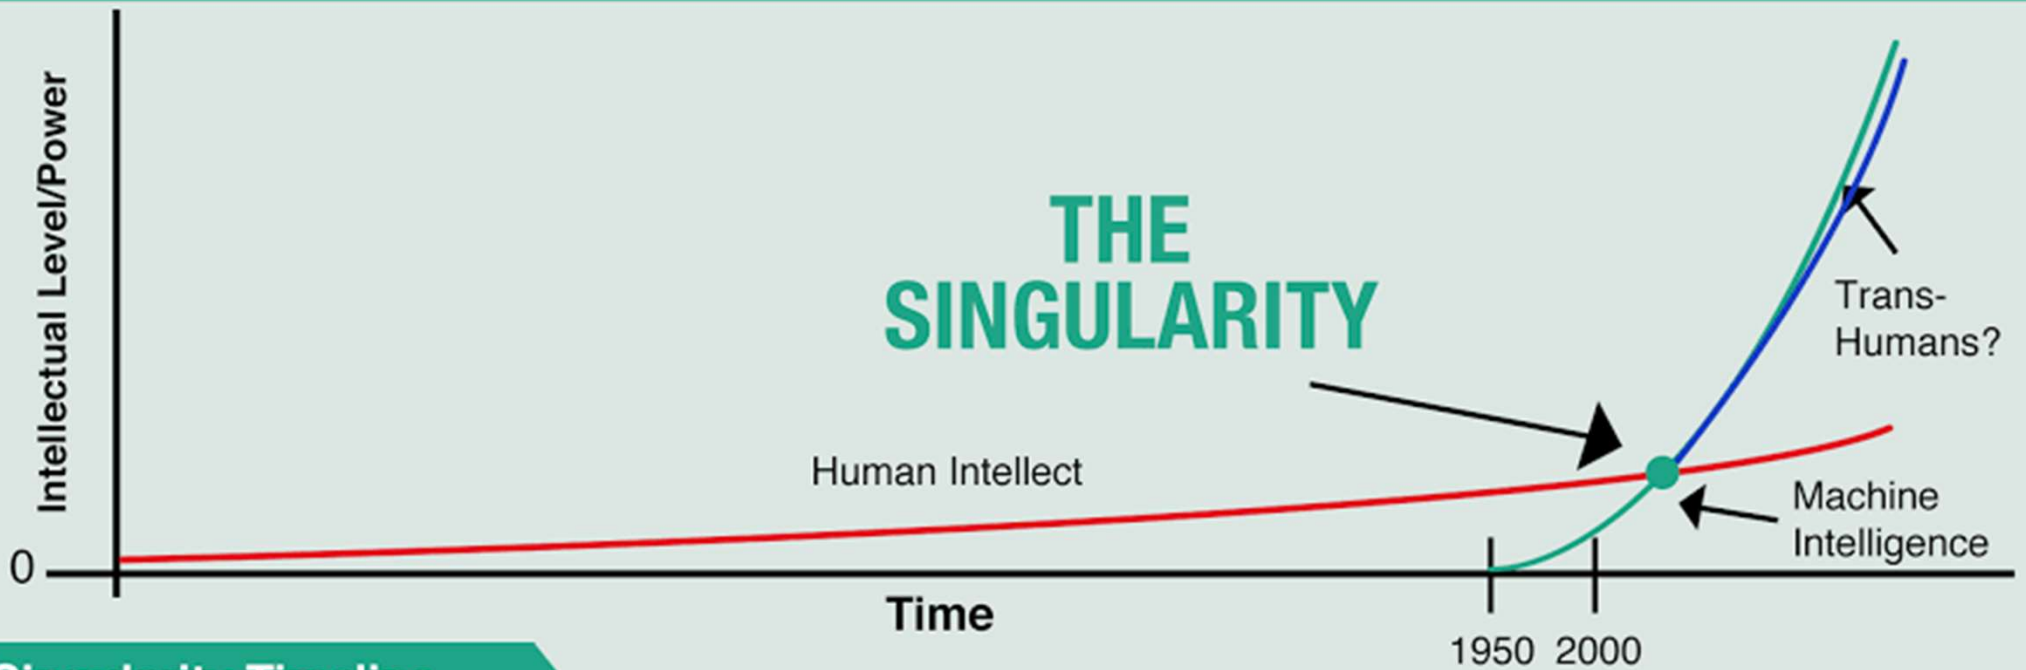 Intellectual Level/Power
THE
SINGULARITY
Trans-
Humans?
Human Intellect
Machine
Intelligence
0
Time
1950 2000